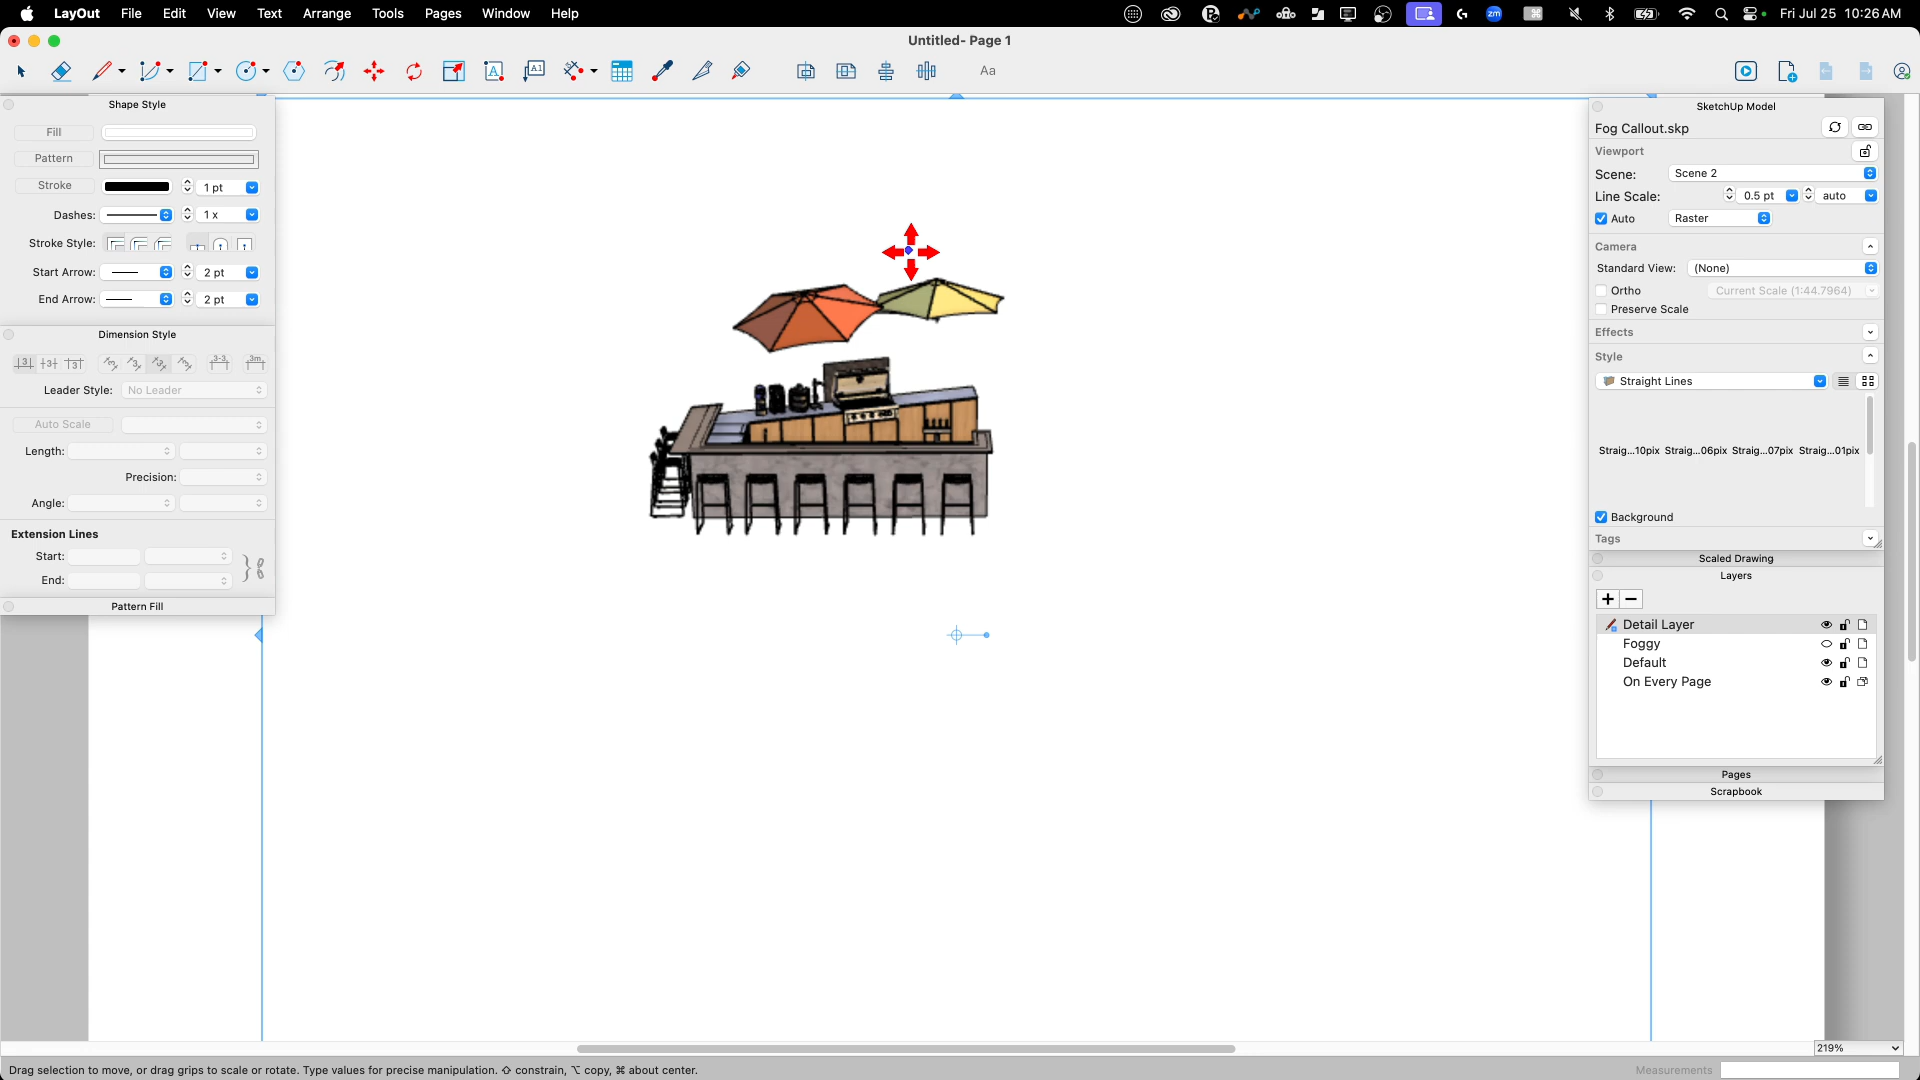 LayOut File Edit View Text Arrange Tools Pages Window Help
zm
Fri Jul 25 10:26 AM
Untitled- Page 1
A
A1
Aa
Shape Style
Fill
Pattern
Stroke 1 pt
Dashes: 1 x
Stroke Style:
Start Arrow: 2 pt
End Arrow: 2 pt
Dimension Style
Leader Style: No Leader
Auto Scale
Length:
Precision:
Angle:
Extension Lines
Start:
End:
Pattern Fill
SketchUp Model
Fog Callout.skp
Viewport
Scene: Scene 2
Line Scale: 0.5 pt auto
Auto Raster
Camera
Standard View: (None)
Ortho Current Scale (1:44.7964)
Preserve Scale
Effects
Style
Straight Lines
Straig...10pix Straig...06pix Straig...07pix Straig...01pix
Background
Tags
Scaled Drawing
Layers
Detail Layer
Foggy
Default
On Every Page
Pages
Scrapbook
219%
Drag selection to move, or drag grips to scale or rotate. Type values for precise manipulation. ⇧ constrain, ⌥ copy, ⌘ about center.
Measurements